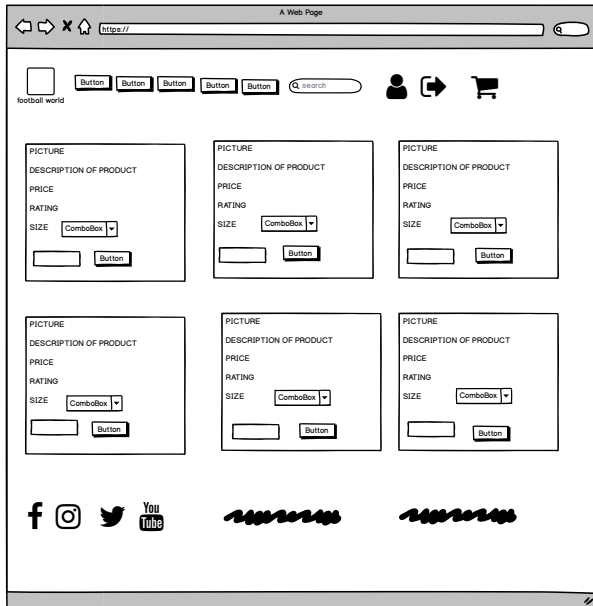 A Web Page
https://
Button Button Button Button Button search
football world
PICTURE
DESCRIPTION OF PRODUCT
PRICE
RATING
SIZE ComboBox
Button
PICTURE
DESCRIPTION OF PRODUCT
PRICE
RATING
SIZE ComboBox
Button
PICTURE
DESCRIPTION OF PRODUCT
PRICE
RATING
SIZE ComboBox
Button
PICTURE
DESCRIPTION OF PRODUCT
PRICE
RATING
SIZE ComboBox
Button
PICTURE
DESCRIPTION OF PRODUCT
PRICE
RATING
SIZE ComboBox
Button
PICTURE
DESCRIPTION OF PRODUCT
PRICE
RATING
SIZE ComboBox
Button
You
Tube